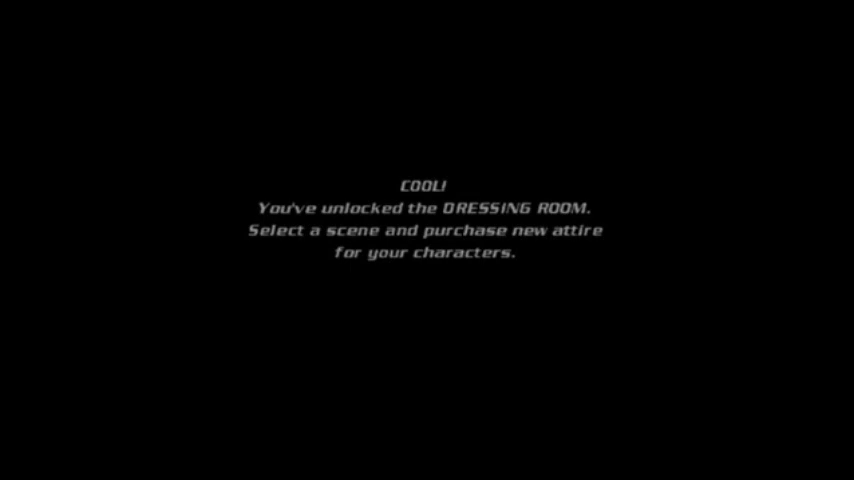 COOL!
You've unlocked the DRESSING ROOM.
Select a scene and purchase new attire
for your characters.